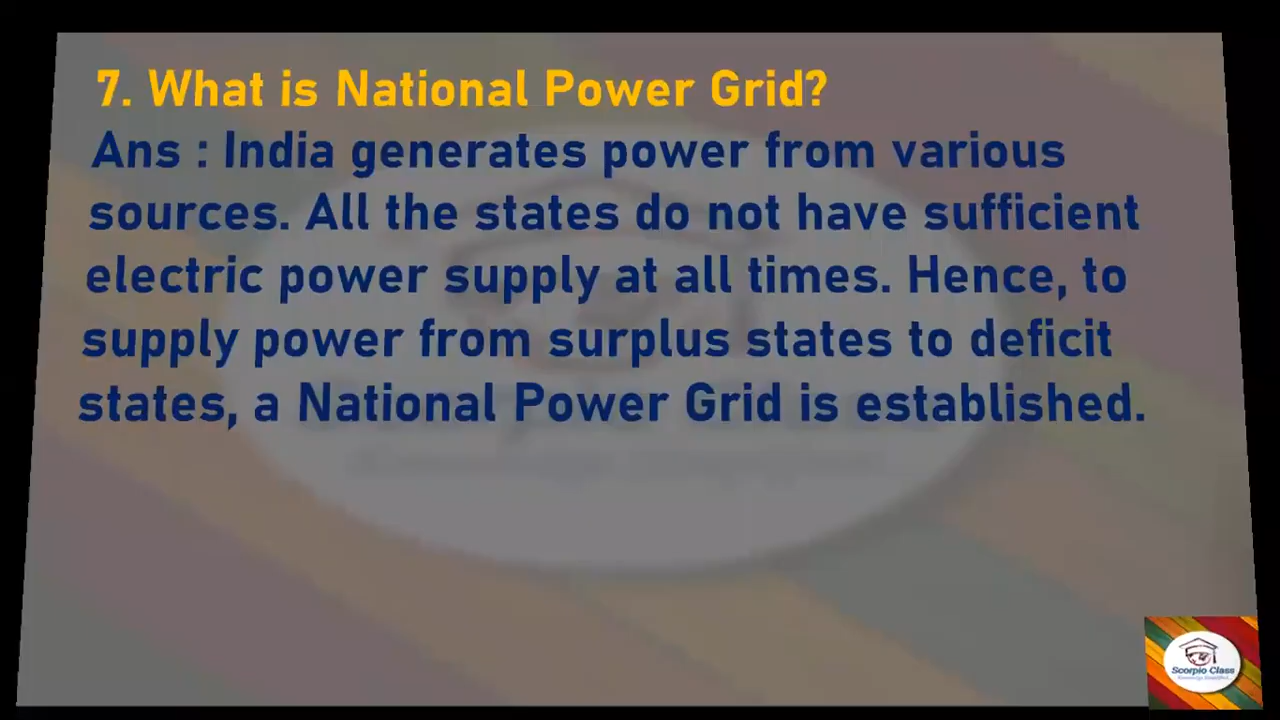 7. What is National Power Grid?
Ans : India generates power from various
sources. All the states do not have sufficient
electric power supply at all times. Hence, to
supply power from surplus states to deficit
states, a National Power Grid is established.
Scorpio Class